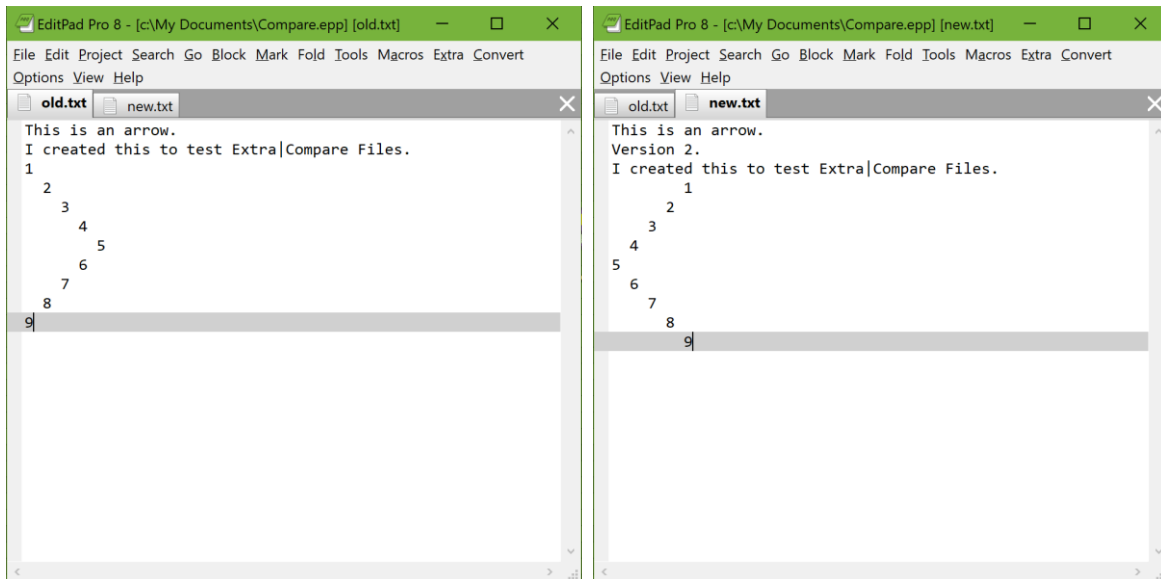 EditPad Pro 8 - [c:\My Documents\Compare.epp] [old.txt]
File Edit Project Search Go Block Mark Fold Tools Macros Extra Convert
Options View Help
old.txt new.txt
This is an arrow.
I created this to test Extra|Compare Files.
1
  2
    3
      4
        5
      6
    7
  8
9
EditPad Pro 8 - [c:\My Documents\Compare.epp] [new.txt]
File Edit Project Search Go Block Mark Fold Tools Macros Extra Convert
Options View Help
old.txt new.txt
This is an arrow.
Version 2.
I created this to test Extra|Compare Files.
        1
      2
    3
  4
5
  6
    7
      8
        9